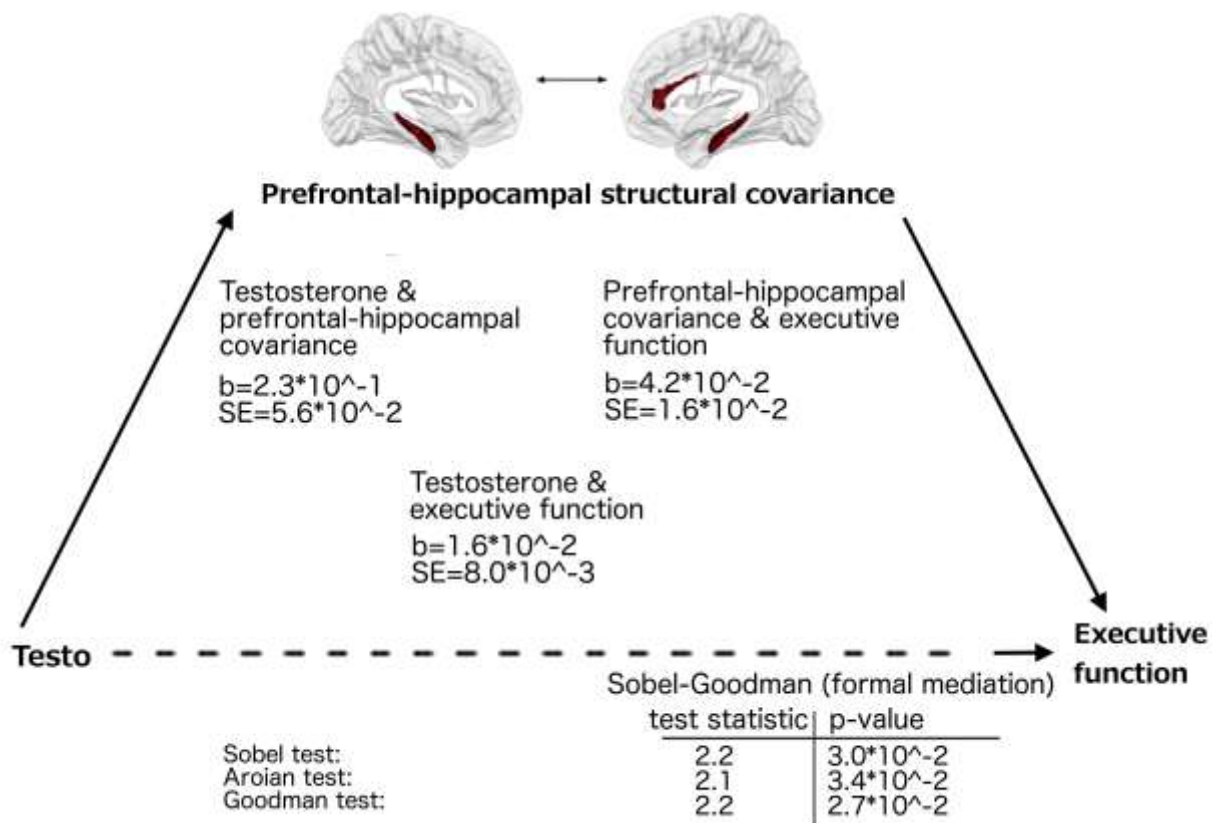 Prefrontal-hippocampal structural covariance
Testosterone &
prefrontal-hippocampal
covariance
b=2.3*10^-1
SE=5.6*10^-2
Prefrontal-hippocampal
covariance & executive
function
b=4.2*10^-2
SE=1.6*10^-2
Testosterone &
executive function
b=1.6*10^-2
SE=8.0*10^-3
Testo
Executive
function
Sobel-Goodman (formal mediation)
test statistic p-value
Sobel test: 2.2 3.0*10^-2
Aroian test: 2.1 3.4*10^-2
Goodman test: 2.2 2.7*10^-2